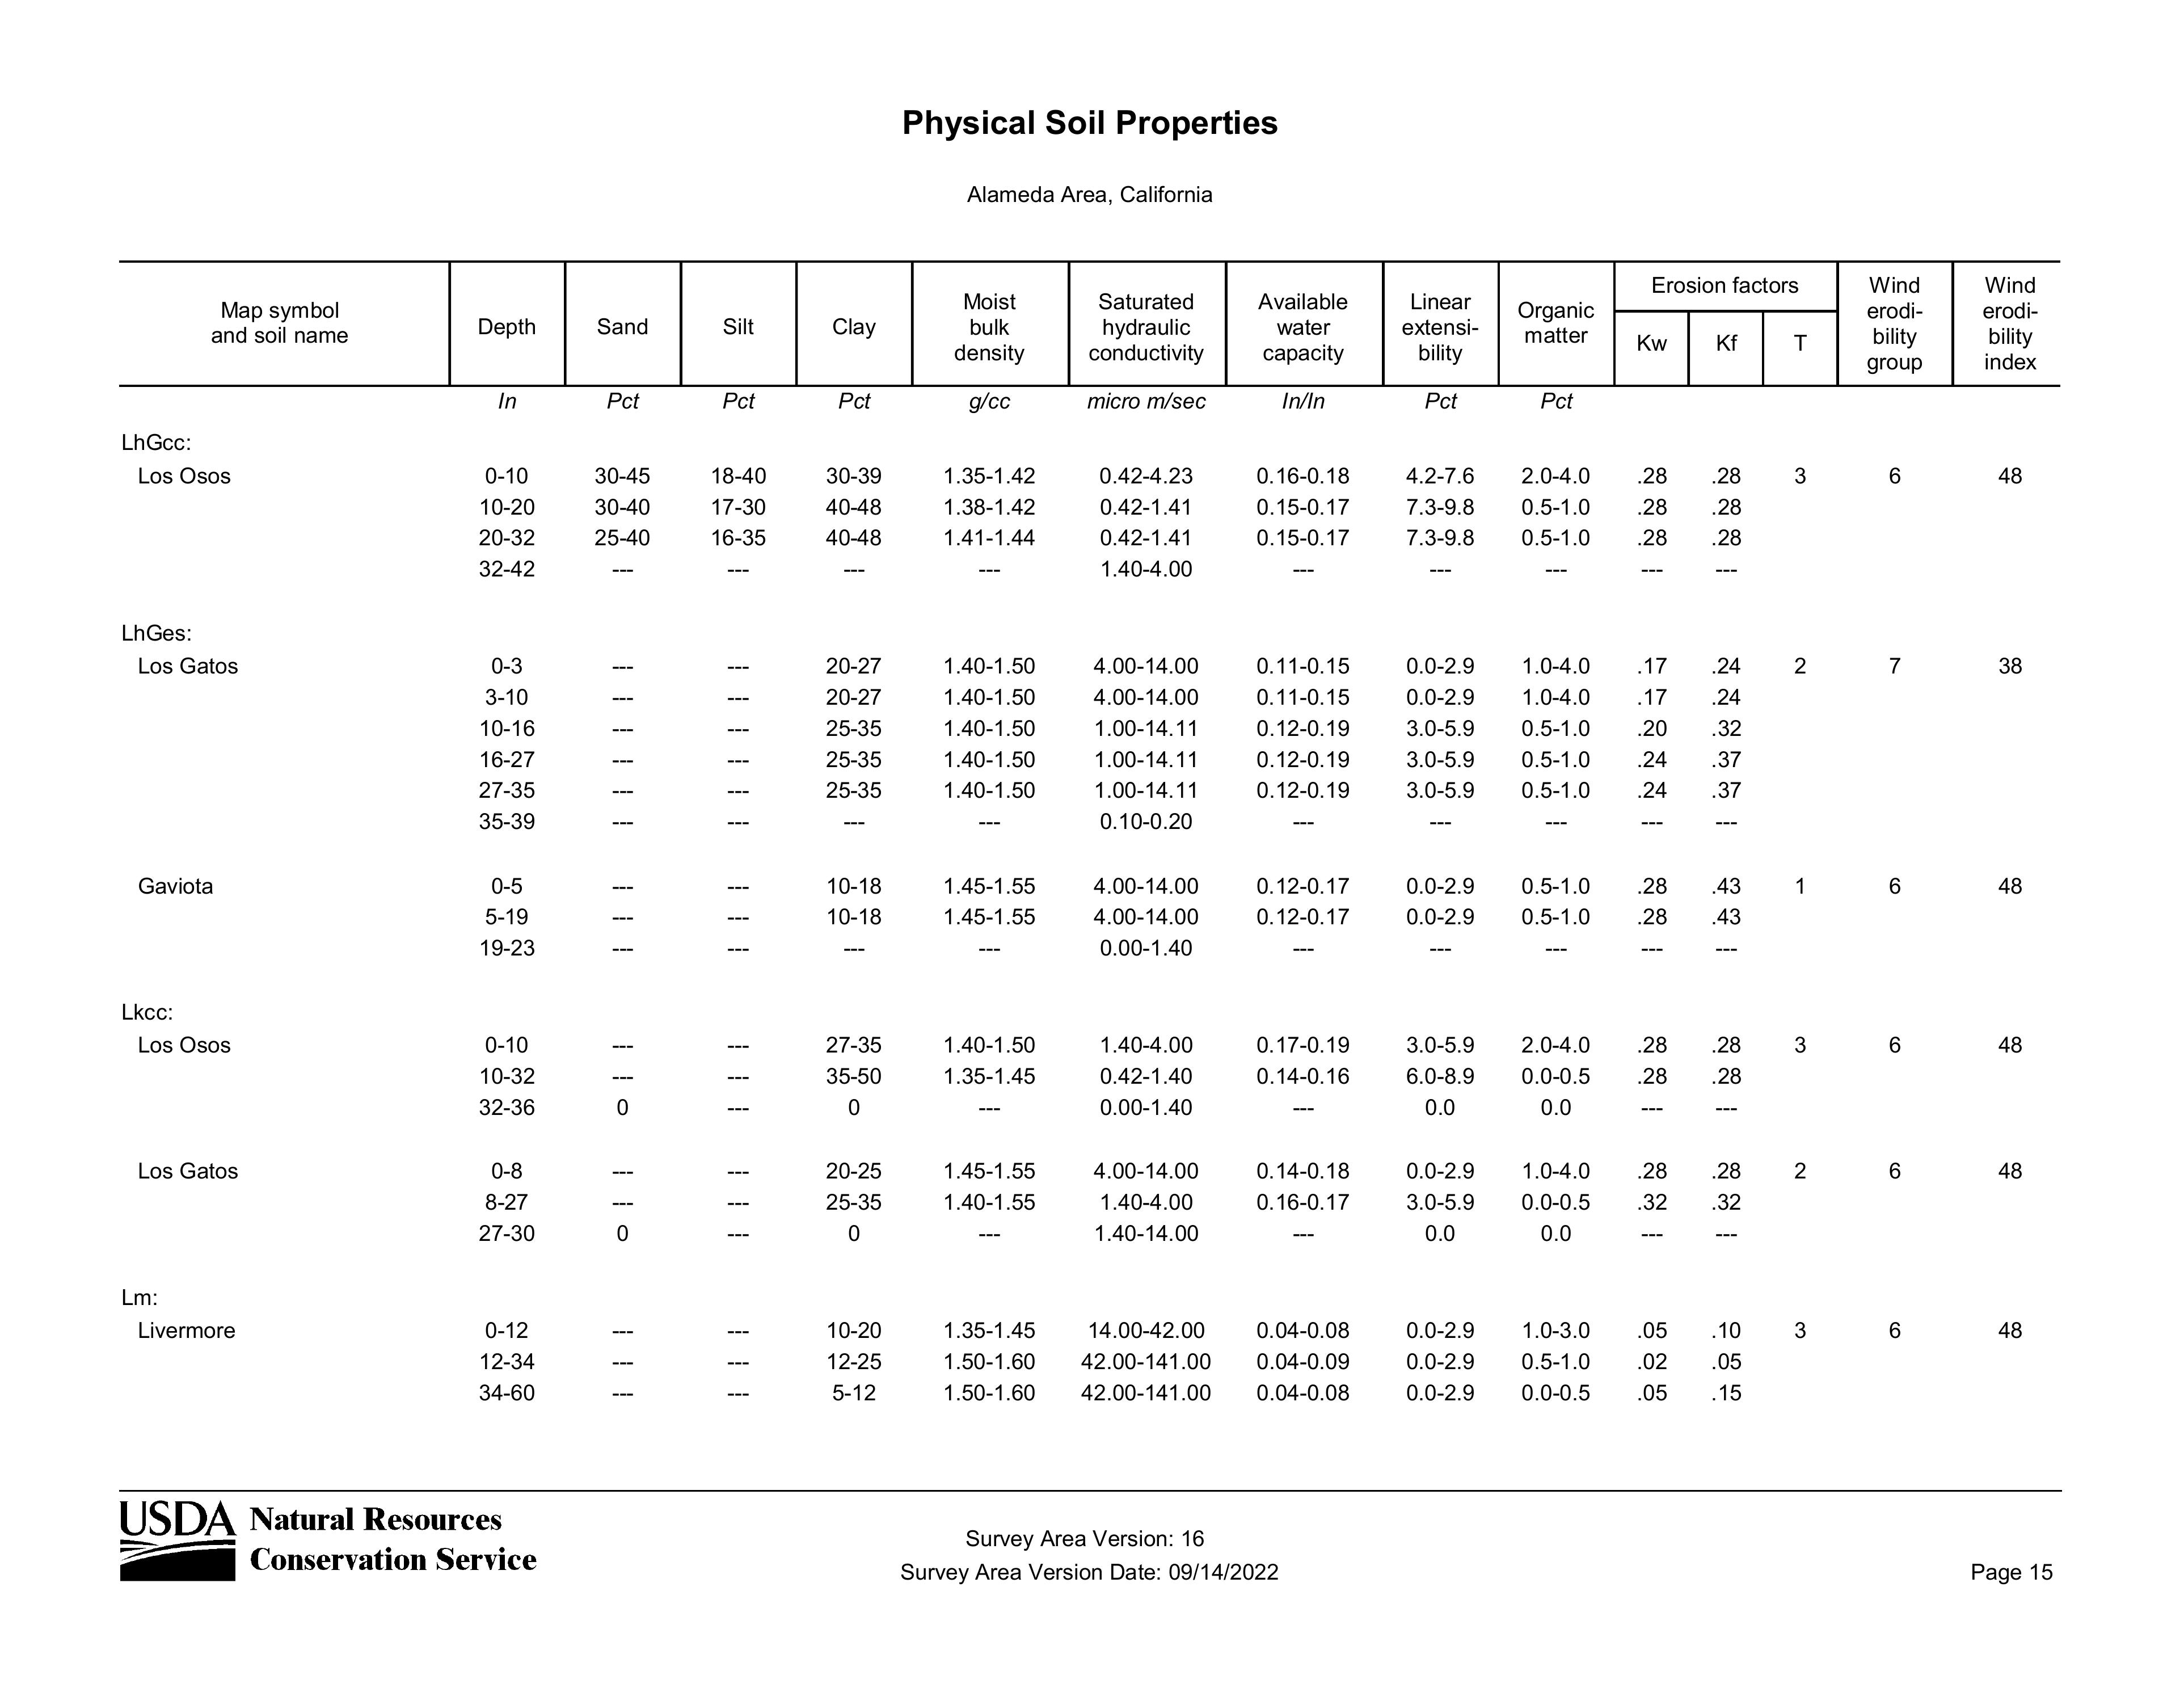 Physical Soil Properties
Alameda Area, California
Map symbol and soil name Depth Sand Silt Clay Moist bulk density Saturated hydraulic conductivity Available water capacity Linear extensi- bility Organic matter Erosion factors Kw Kf T Wind erodi- bility group Wind erodi- bility index
In Pct Pct Pct g/cc micro m/sec In/In Pct Pct
LhGcc:
Los Osos 0-10 30-45 18-40 30-39 1.35-1.42 0.42-4.23 0.16-0.18 4.2-7.6 2.0-4.0 .28 .28 3 6 48
10-20 30-40 17-30 40-48 1.38-1.42 0.42-1.41 0.15-0.17 7.3-9.8 0.5-1.0 .28 .28
20-32 25-40 16-35 40-48 1.41-1.44 0.42-1.41 0.15-0.17 7.3-9.8 0.5-1.0 .28 .28
32-42 --- --- --- --- 1.40-4.00 --- --- --- --- ---
LhGes:
Los Gatos 0-3 --- --- 20-27 1.40-1.50 4.00-14.00 0.11-0.15 0.0-2.9 1.0-4.0 .17 .24 2 7 38
3-10 --- --- 20-27 1.40-1.50 4.00-14.00 0.11-0.15 0.0-2.9 1.0-4.0 .17 .24
10-16 --- --- 25-35 1.40-1.50 1.00-14.11 0.12-0.19 3.0-5.9 0.5-1.0 .20 .32
16-27 --- --- 25-35 1.40-1.50 1.00-14.11 0.12-0.19 3.0-5.9 0.5-1.0 .24 .37
27-35 --- --- 25-35 1.40-1.50 1.00-14.11 0.12-0.19 3.0-5.9 0.5-1.0 .24 .37
35-39 --- --- --- --- 0.10-0.20 --- --- --- --- ---
Gaviota 0-5 --- --- 10-18 1.45-1.55 4.00-14.00 0.12-0.17 0.0-2.9 0.5-1.0 .28 .43 1 6 48
5-19 --- --- 10-18 1.45-1.55 4.00-14.00 0.12-0.17 0.0-2.9 0.5-1.0 .28 .43
19-23 --- --- --- --- 0.00-1.40 --- --- --- --- ---
Lkcc:
Los Osos 0-10 --- --- 27-35 1.40-1.50 1.40-4.00 0.17-0.19 3.0-5.9 2.0-4.0 .28 .28 3 6 48
10-32 --- --- 35-50 1.35-1.45 0.42-1.40 0.14-0.16 6.0-8.9 0.0-0.5 .28 .28
32-36 0 --- 0 --- 0.00-1.40 --- 0.0 0.0 --- ---
Los Gatos 0-8 --- --- 20-25 1.45-1.55 4.00-14.00 0.14-0.18 0.0-2.9 1.0-4.0 .28 .28 2 6 48
8-27 --- --- 25-35 1.40-1.55 1.40-4.00 0.16-0.17 3.0-5.9 0.0-0.5 .32 .32
27-30 0 --- 0 --- 1.40-14.00 --- 0.0 0.0 --- ---
Lm:
Livermore 0-12 --- --- 10-20 1.35-1.45 14.00-42.00 0.04-0.08 0.0-2.9 1.0-3.0 .05 .10 3 6 48
12-34 --- --- 12-25 1.50-1.60 42.00-141.00 0.04-0.09 0.0-2.9 0.5-1.0 .02 .05
34-60 --- --- 5-12 1.50-1.60 42.00-141.00 0.04-0.08 0.0-2.9 0.0-0.5 .05 .15
USDA Natural Resources
Conservation Service
Survey Area Version: 16
Survey Area Version Date: 09/14/2022
Page 15